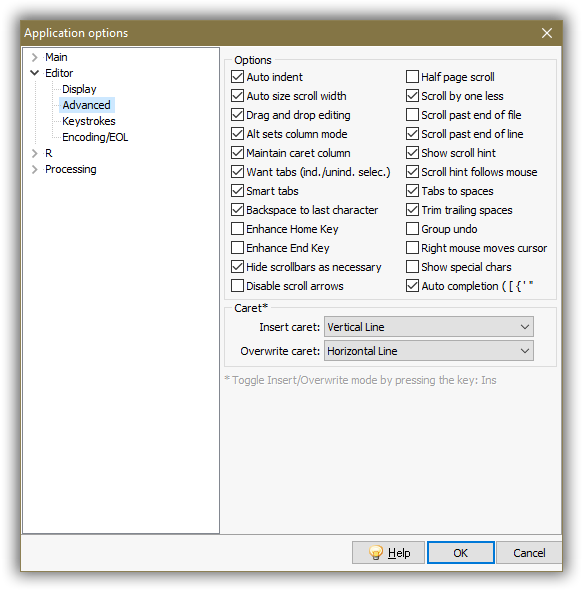 Application options
Main
Editor
Display
Advanced
Keystrokes
Encoding/EOL
R
Processing
Options
Auto indent
Auto size scroll width
Drag and drop editing
Alt sets column mode
Maintain caret column
Want tabs (ind./unind. selec.)
Smart tabs
Backspace to last character
Enhance Home Key
Enhance End Key
Hide scrollbars as necessary
Disable scroll arrows
Half page scroll
Scroll by one less
Scroll past end of file
Scroll past end of line
Show scroll hint
Scroll hint follows mouse
Tabs to spaces
Trim trailing spaces
Group undo
Right mouse moves cursor
Show special chars
Auto completion ( [ { ' "
Caret*
Insert caret: Vertical Line
Overwrite caret: Horizontal Line
* Toggle Insert/Overwrite mode by pressing the key: Ins
Help OK Cancel